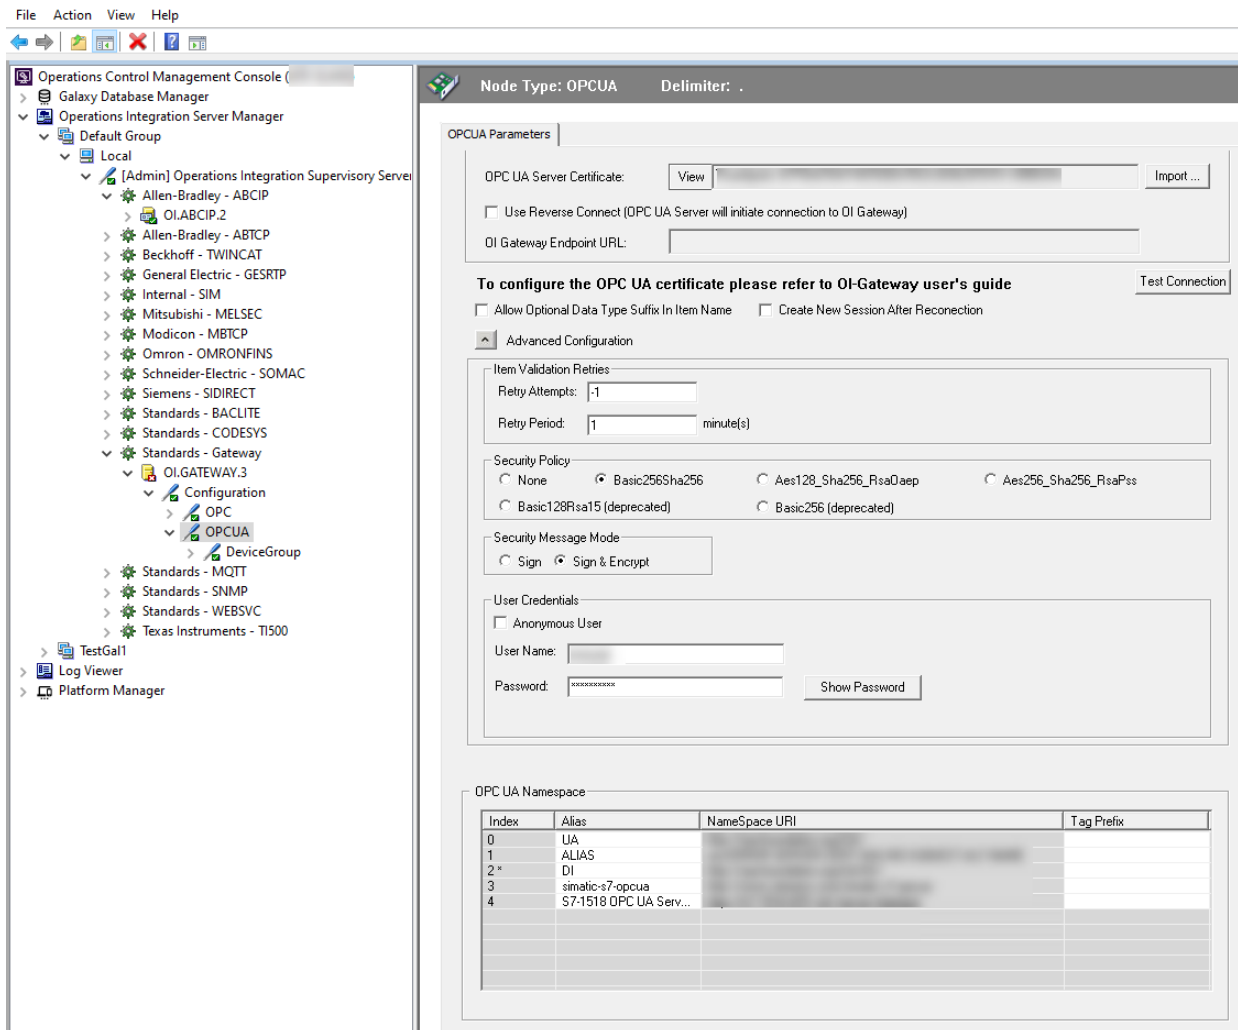 File Action View Help
Operations Control Management Console (
Galaxy Database Manager
Operations Integration Server Manager
Default Group
Local
[Admin] Operations Integration Supervisory Server
Allen-Bradley - ABCIP
OI.ABCIP.2
Allen-Bradley - ABTCP
Beckhoff - TWINCAT
General Electric - GESRTP
Internal - SIM
Mitsubishi - MELSEC
Modicon - MBTCP
Omron - OMRONFINS
Schneider-Electric - SOMAC
Siemens - SIDIRECT
Standards - BACLITE
Standards - CODESYS
Standards - Gateway
OI.GATEWAY.3
Configuration
OPC
OPCUA
DeviceGroup
Standards - MQTT
Standards - SNMP
Standards - WEBSVC
Texas Instruments - TI500
TestGal1
Log Viewer
Platform Manager
Node Type: OPCUA Delimiter: .
OPCUA Parameters
OPC UA Server Certificate: View Import ...
Use Reverse Connect (OPC UA Server will initiate connection to OI Gateway)
OI Gateway Endpoint URL:
To configure the OPC UA certificate please refer to OI-Gateway user's guide Test Connection
Allow Optional Data Type Suffix In Item Name Create New Session After Reconection
Advanced Configuration
Item Validation Retries
Retry Attempts: -1
Retry Period: 1 minute(s)
Security Policy
None Basic256Sha256 Aes128_Sha256_RsaOaep Aes256_Sha256_RsaPss
Basic128Rsa15 (deprecated) Basic256 (deprecated)
Security Message Mode
Sign Sign & Encrypt
User Credentials
Anonymous User
User Name:
Password: ********** Show Password
OPC UA Namespace
Index Alias NameSpace URI Tag Prefix
0 UA
1 ALIAS
2 * DI
3 simatic-s7-opcua
4 S7-1518 OPC UA Serv...